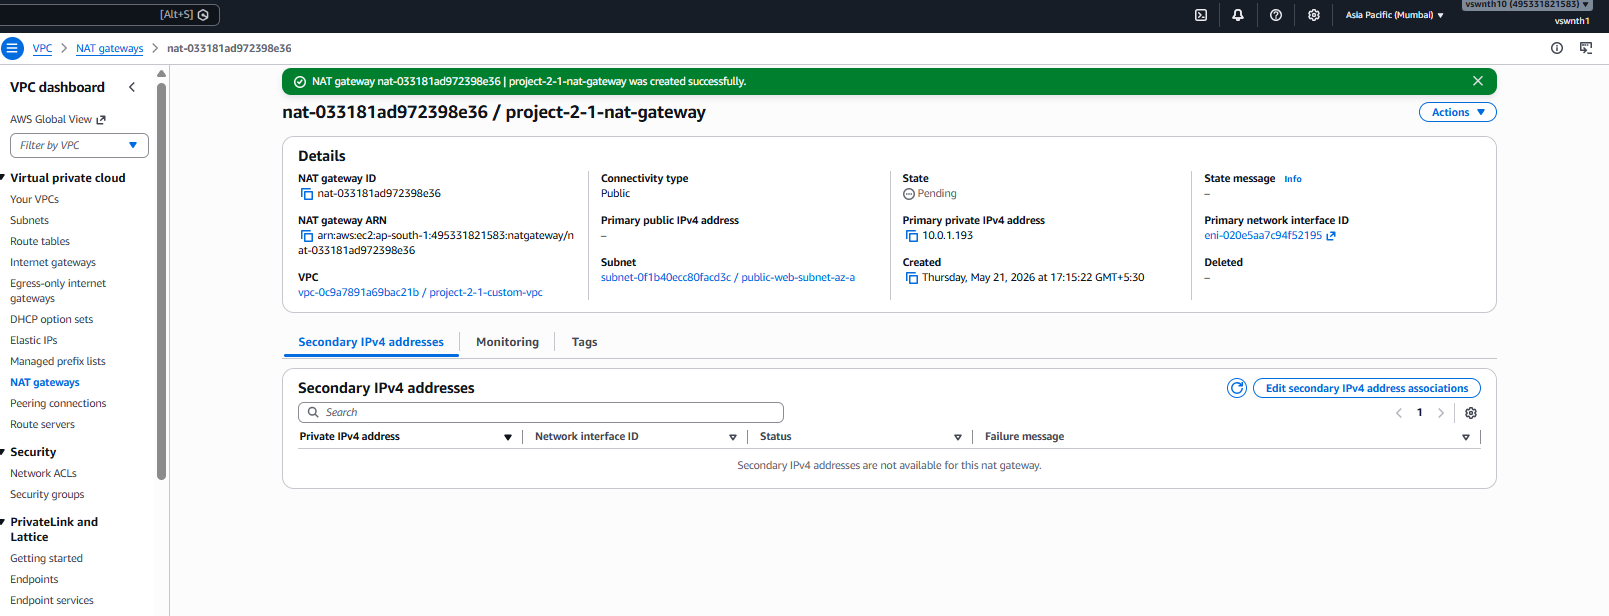 [Alt+S]
Asia Pacific (Mumbai)
vswnth10 (495331821583)
vswnth1
VPC
NAT gateways
nat-033181ad972398e36
VPC dashboard
AWS Global View
Filter by VPC
Virtual private cloud
Your VPCs
Subnets
Route tables
Internet gateways
Egress-only internet
gateways
DHCP option sets
Elastic IPs
Managed prefix lists
NAT gateways
Peering connections
Route servers
Security
Network ACLs
Security groups
PrivateLink and
Lattice
Getting started
Endpoints
Endpoint services
NAT gateway nat-033181ad972398e36 | project-2-1-nat-gateway was created successfully.
nat-033181ad972398e36 / project-2-1-nat-gateway
Actions
Details
NAT gateway ID
nat-033181ad972398e36
NAT gateway ARN
arn:aws:ec2:ap-south-1:495331821583:natgateway/n
at-033181ad972398e36
VPC
vpc-0c9a7891a69bac21b / project-2-1-custom-vpc
Connectivity type
Public
Primary public IPv4 address
–
Subnet
subnet-0f1b40ecc80facd3c / public-web-subnet-az-a
State
Pending
Primary private IPv4 address
10.0.1.193
Created
Thursday, May 21, 2026 at 17:15:22 GMT+5:30
State message Info
–
Primary network interface ID
eni-020e5aa7c94f52195
Deleted
–
Secondary IPv4 addresses
Monitoring
Tags
Secondary IPv4 addresses
Edit secondary IPv4 address associations
Search
1
Private IPv4 address
Network interface ID
Status
Failure message
Secondary IPv4 addresses are not available for this nat gateway.